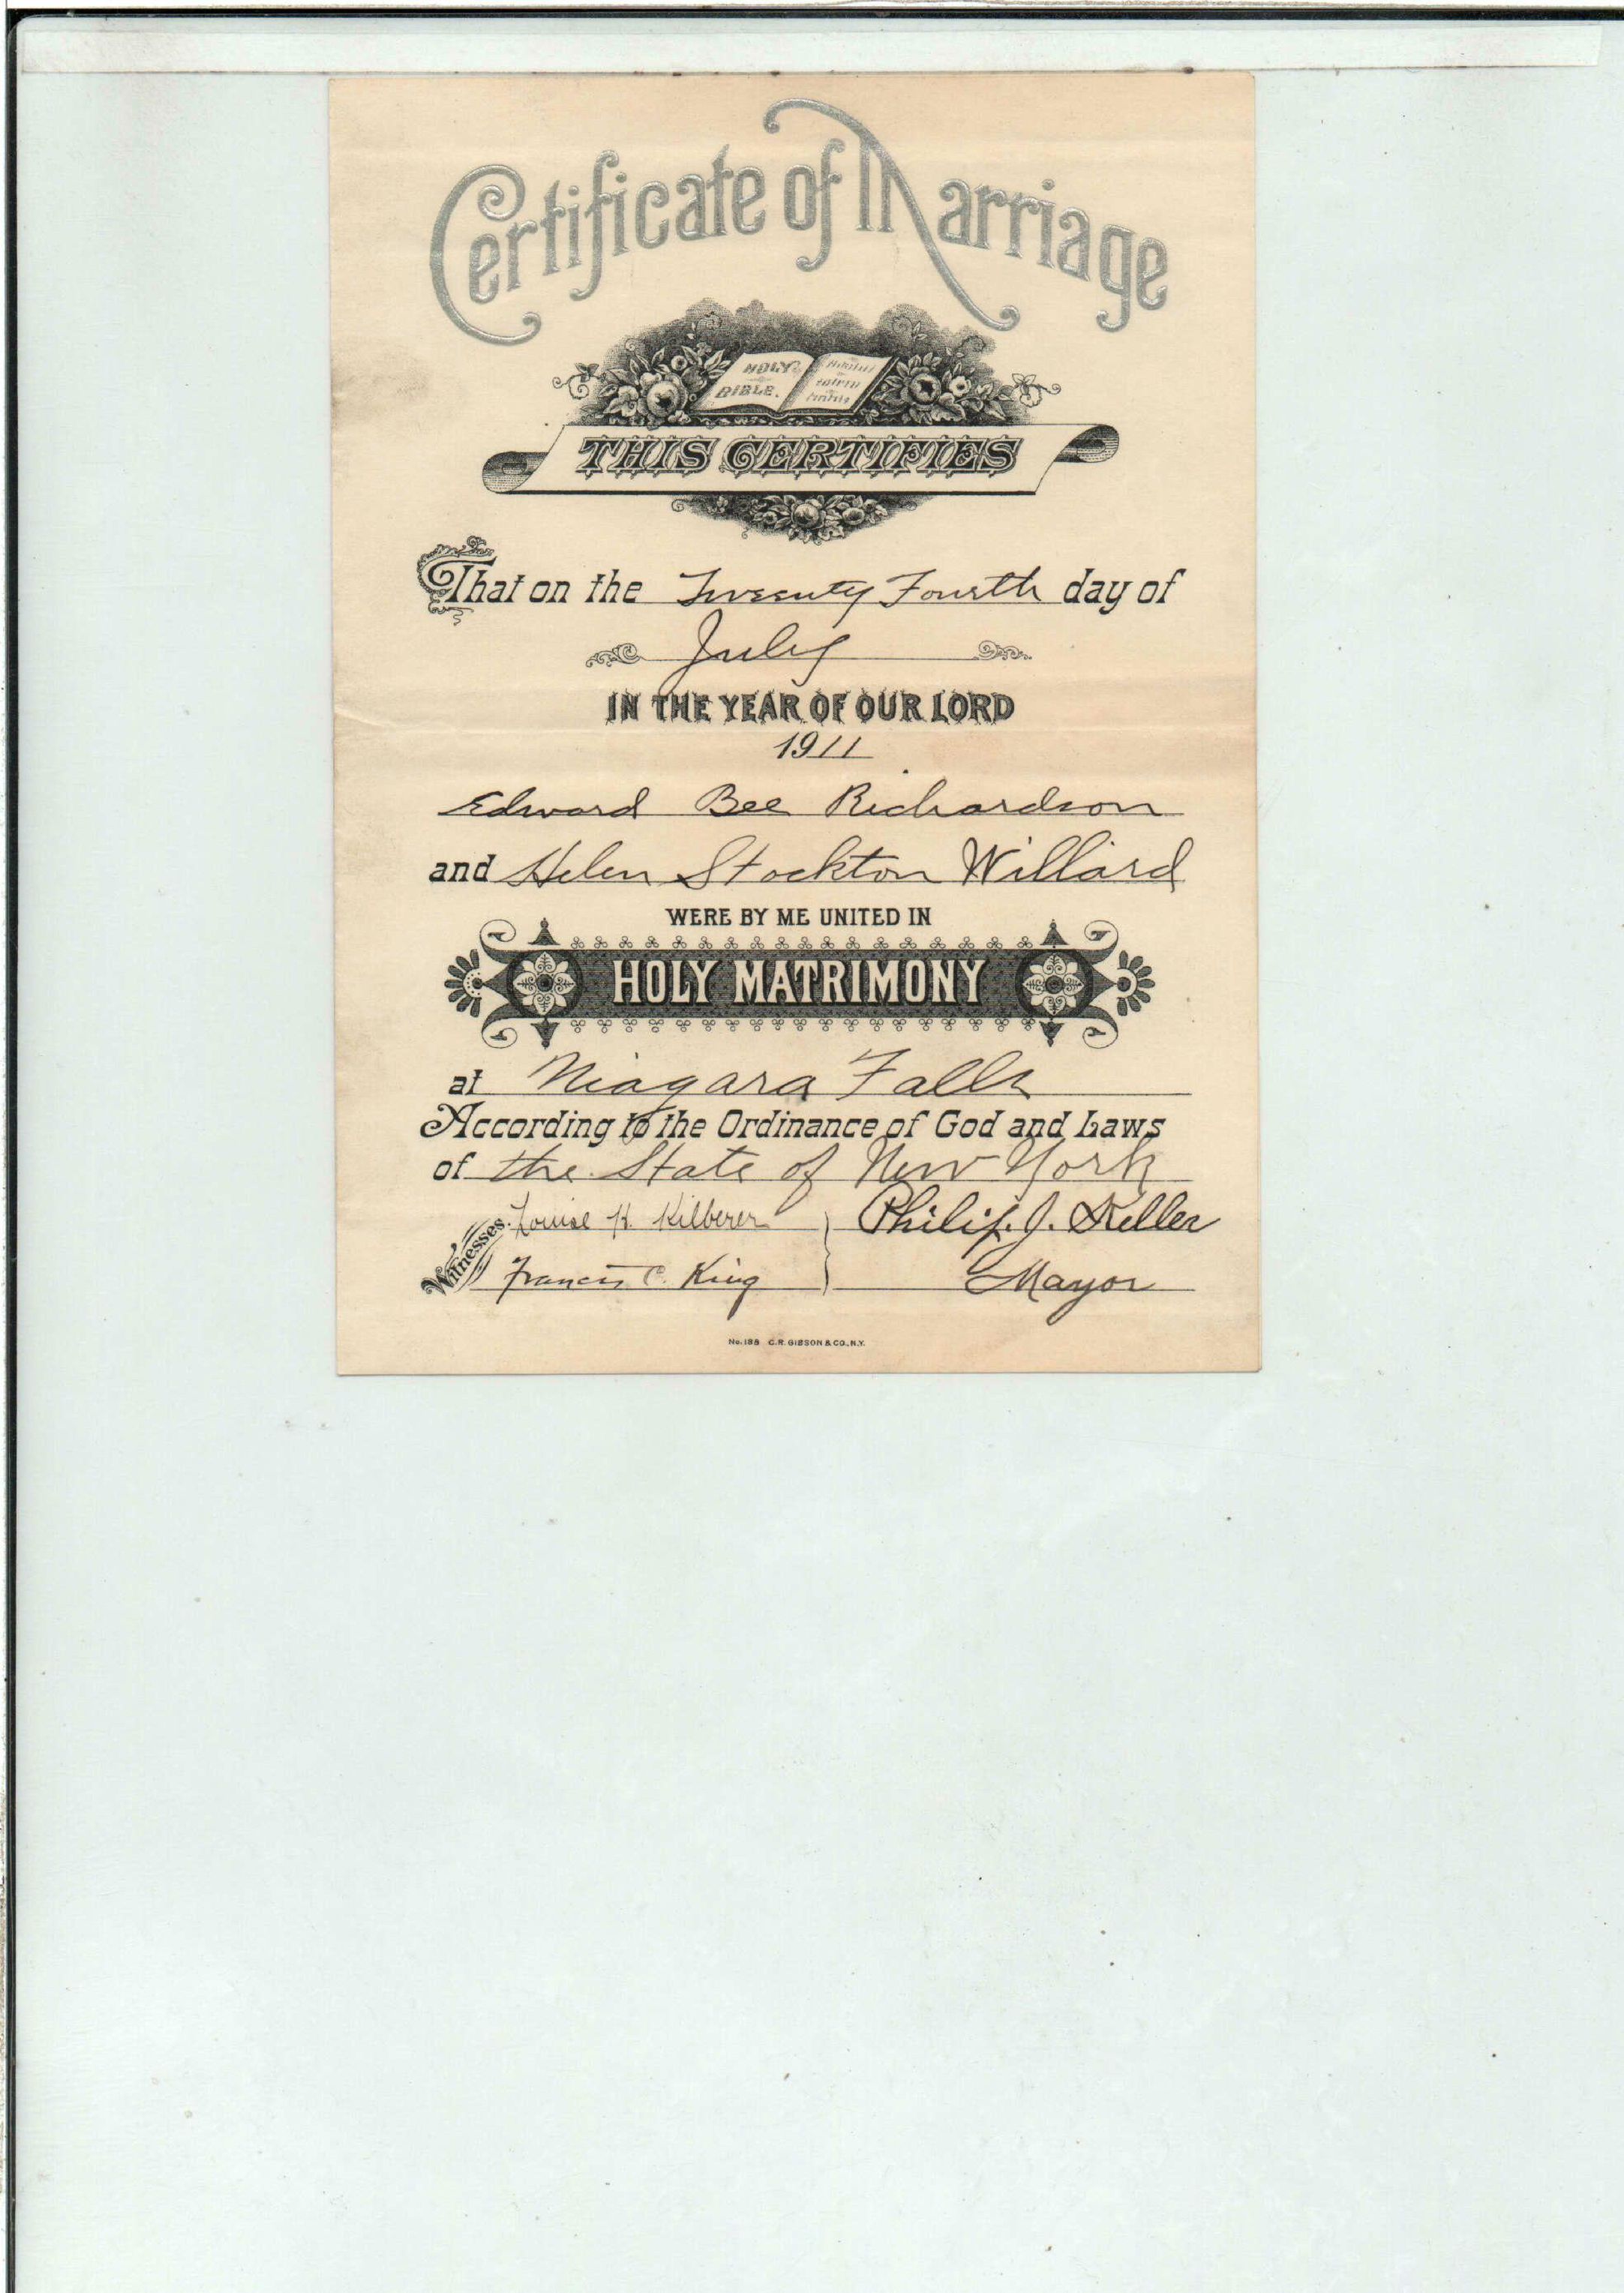 Certificate of Marriage
HOLY BIBLE.
THIS CERTIFIES
That on the Twenty Fourth day of
July
IN THE YEAR OF OUR LORD
1911
Edward Bee Richardson
and Helen Stockton Willard
WERE BY ME UNITED IN
HOLY MATRIMONY
at Niagara Falls
According to the Ordinance of God and Laws
of the State of New York
Witnesses. Louise H. Philip. J. Keller
Francis C. King Mayor
No. 188 C.R. GIBSON & CO., N.Y.